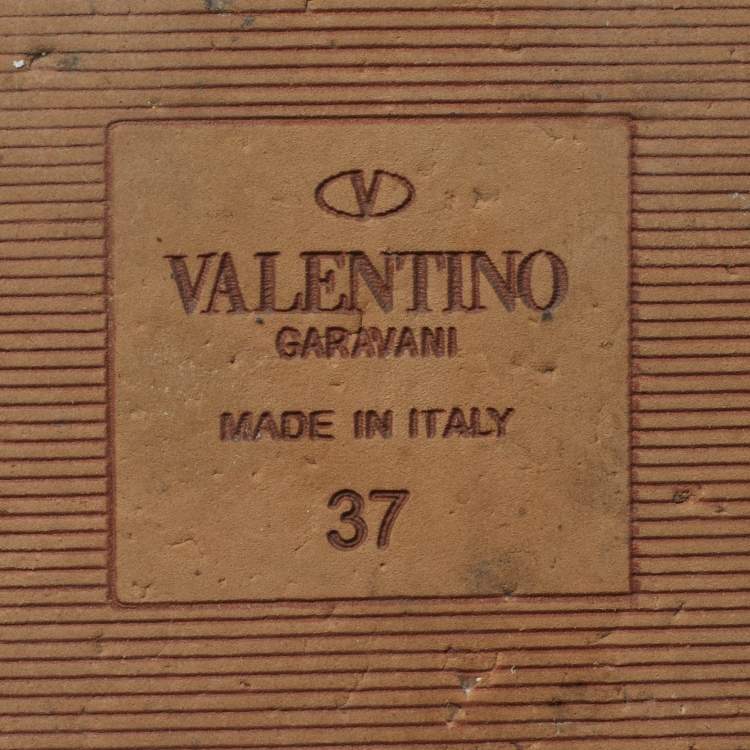 V
VALENTINO
GARAVANI
MADE IN ITALY
37